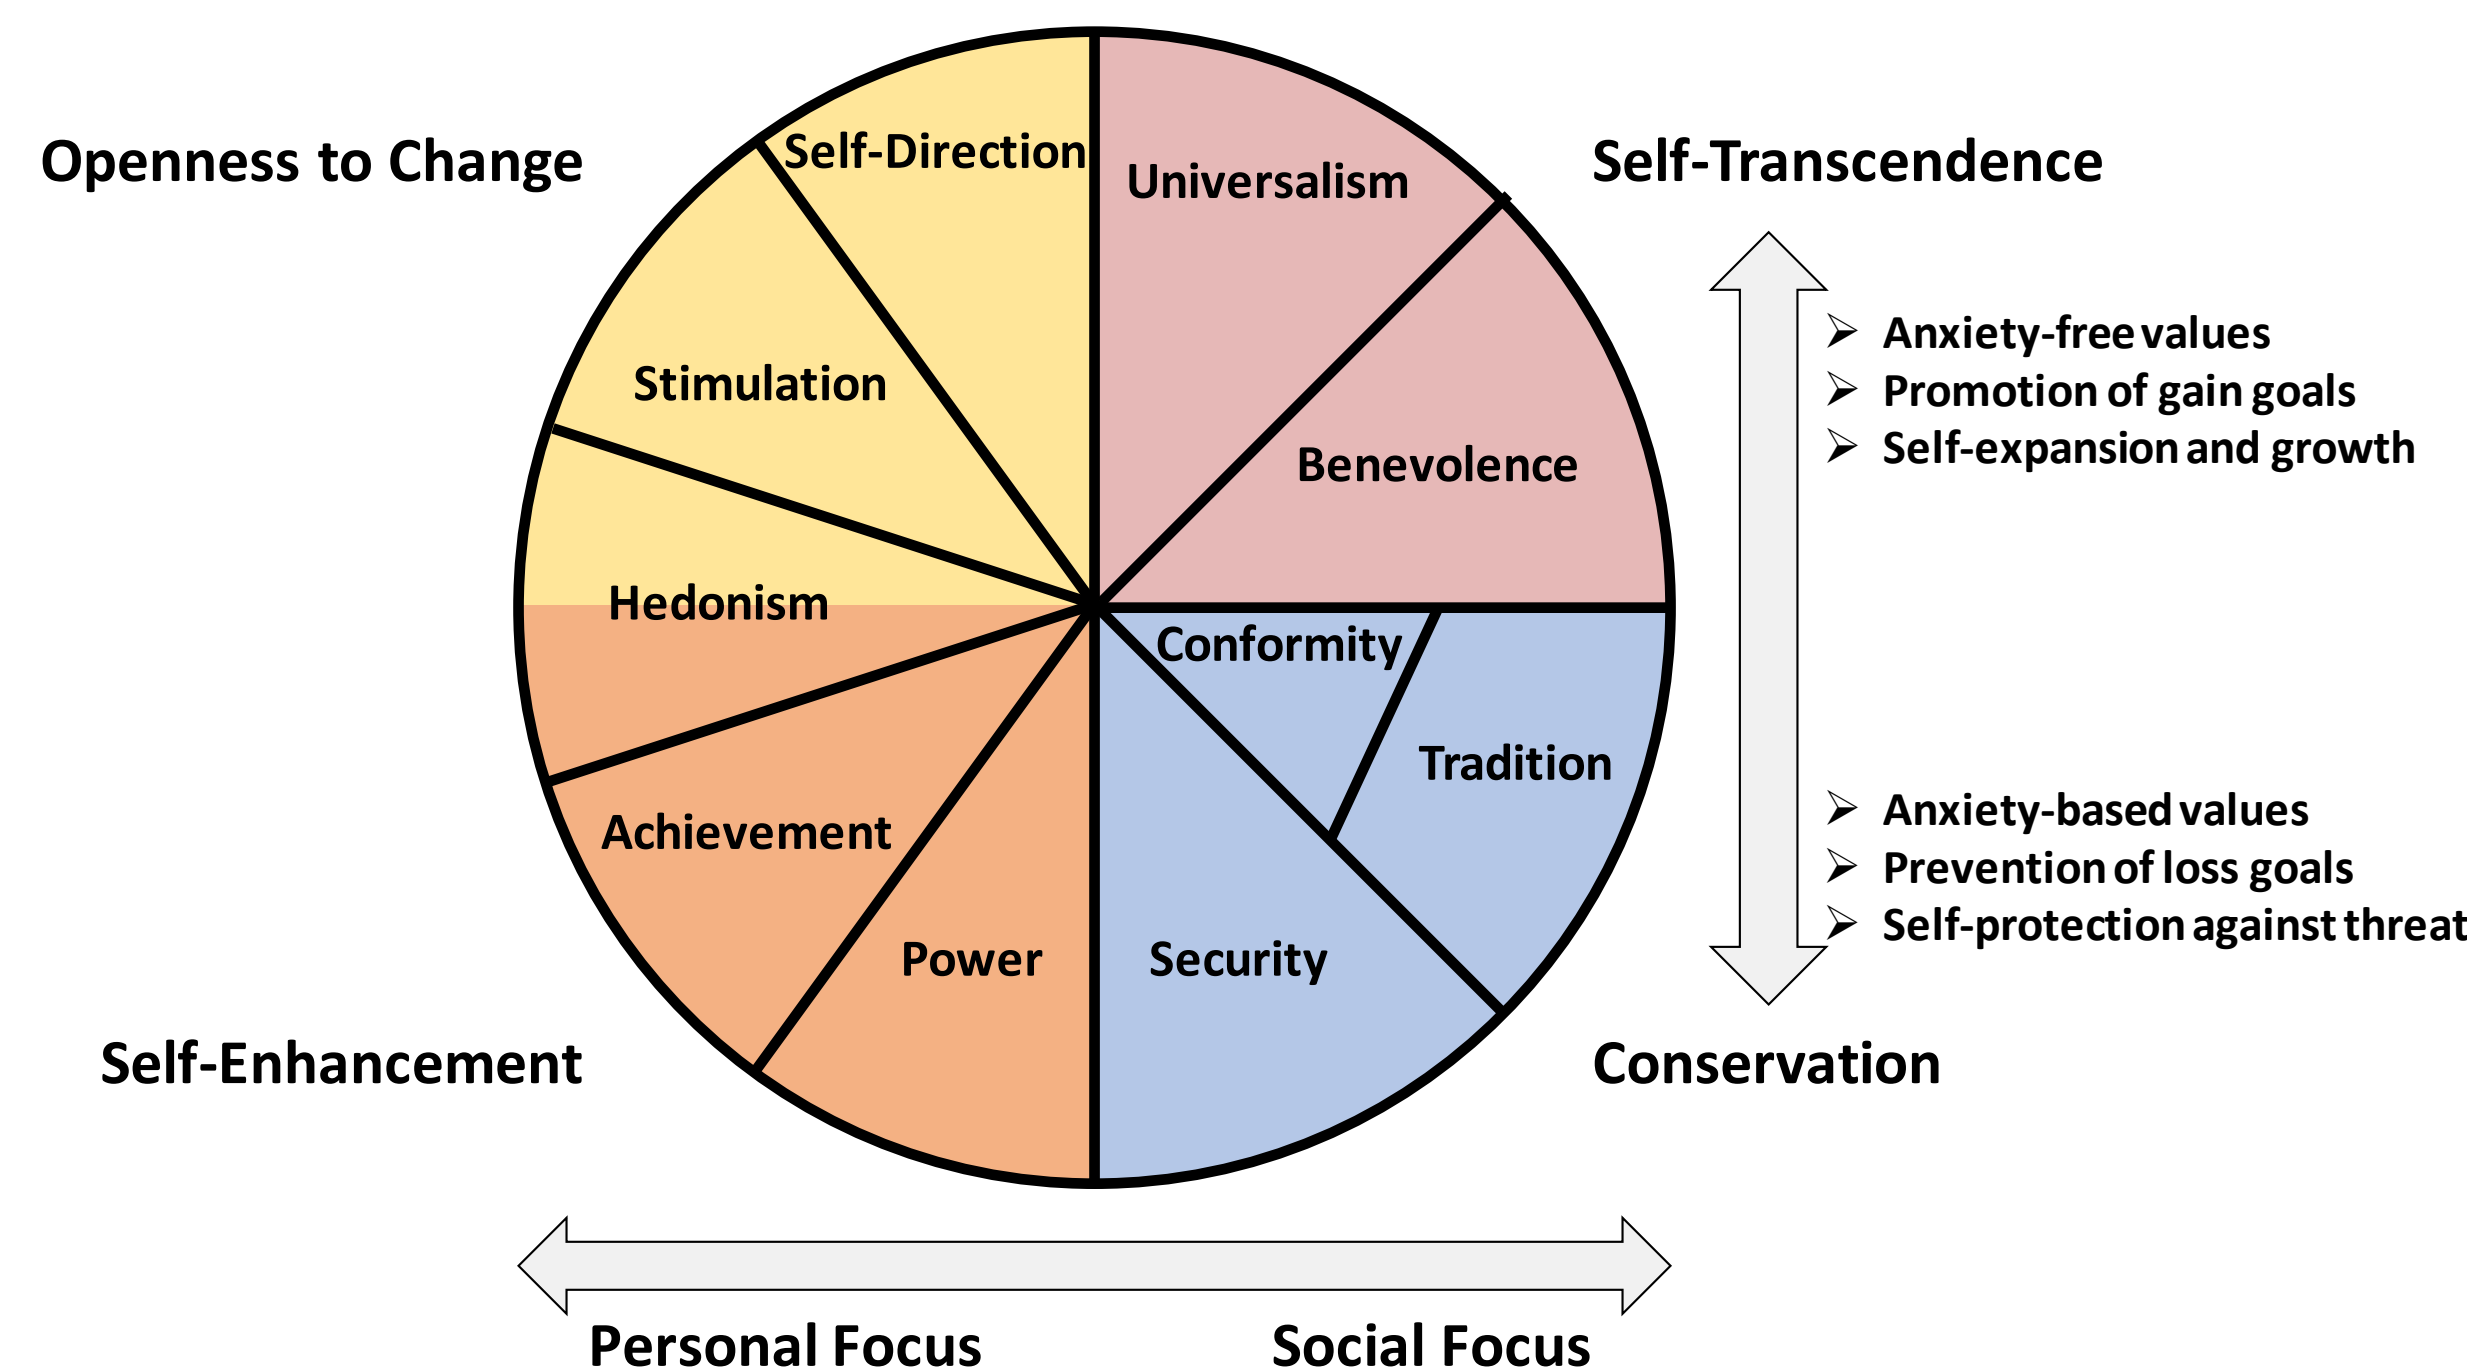 Openness to Change
Self-Direction
Universalism
Self-Transcendence
Stimulation
Benevolence
Hedonism
Conformity
Tradition
Achievement
Power
Security
Self-Enhancement
Conservation
Anxiety-free values
Promotion of gain goals
Self-expansion and growth
Anxiety-based values
Prevention of loss goals
Self-protection against threat
Personal Focus
Social Focus